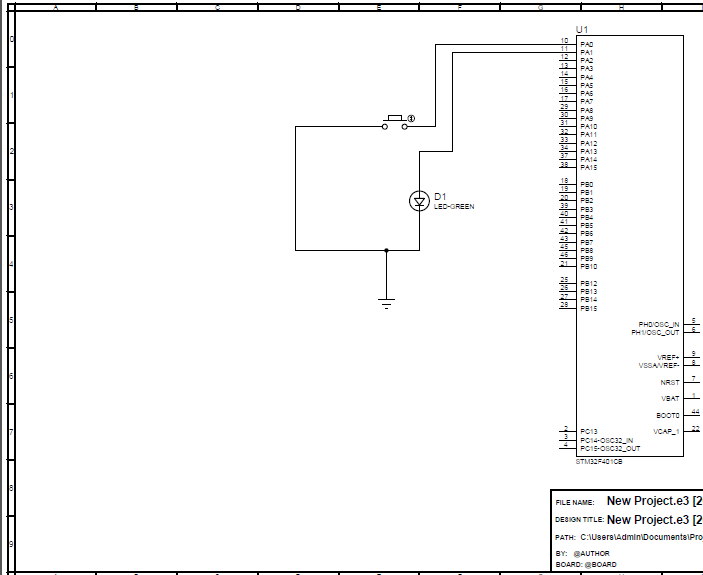 A B C D E F G H
0
1
2
3
4
5
6
7
8
9
U1
10 PA0
11 PA1
12 PA2
13 PA3
14 PA4
15 PA5
16 PA6
17 PA7
29 PA8
30 PA9
31 PA10
32 PA11
33 PA12
34 PA13
37 PA14
38 PA15
18 PB0
19 PB1
20 PB2
39 PB3
40 PB4
41 PB5
42 PB6
43 PB7
45 PB8
46 PB9
21 PB10
25 PB12
26 PB13
27 PB14
28 PB15
PH0/OSC_IN 5
PH1/OSC_OUT 6
VREF+ 9
VSSA/VREF- 8
NRST 7
VBAT 1
BOOT0 44
VCAP_1 22
2 PC13
3 PC14-OSC32_IN
4 PC15-OSC32_OUT
STM32F401CB
D1
LED-GREEN
FILE NAME: New Project.e3 [2
DESIGN TITLE: New Project.e3 [2
PATH: C:\Users\Admin\Documents\Pro
BY: @AUTHOR
BOARD: @BOARD
A B C D E F G H